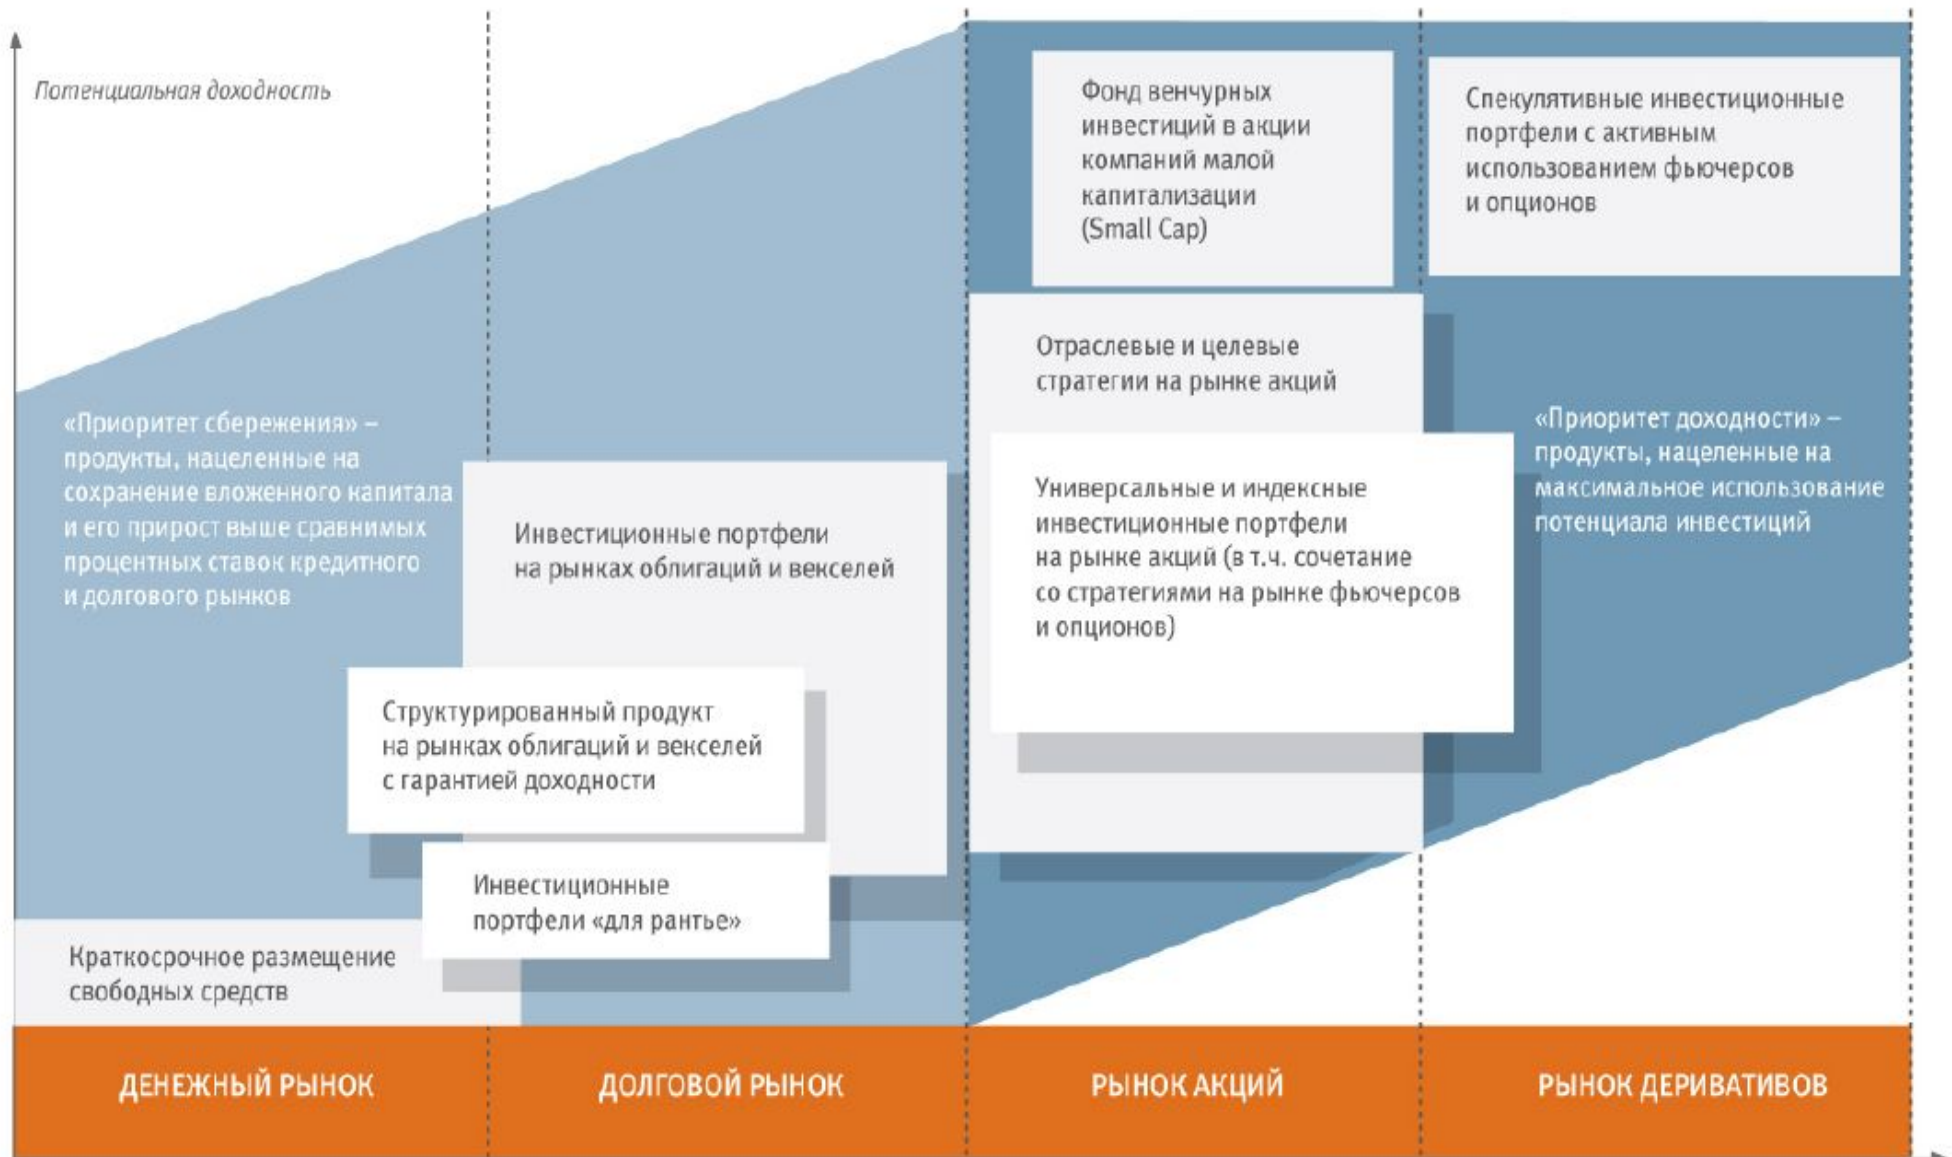 Потенциальная доходность
Фонд венчурных
инвестиций в акции
компаний малой
капитализации
(Small Cap)
Спекулятивные инвестиционные
портфели с активным
использованием фьючерсов
и опционов
Отраслевые и целевые
стратегии на рынке акций
«Приоритет сбережения» –
продукты, нацеленные на
сохранение вложенного капитала
и его прирост выше сравнимых
процентных ставок кредитного
и долгового рынков
Инвестиционные портфели
на рынках облигаций и векселей
Универсальные и индексные
инвестиционные портфели
на рынке акций (в т.ч. сочетание
со стратегиями на рынке фьючерсов
и опционов)
«Приоритет доходности» –
продукты, нацеленные на
максимальное использование
потенциала инвестиций
Структурированный продукт
на рынках облигаций и векселей
с гарантией доходности
Инвестиционные
портфели «для рантье»
Краткосрочное размещение
свободных средств
ДЕНЕЖНЫЙ РЫНОК
ДОЛГОВОЙ РЫНОК
РЫНОК АКЦИЙ
РЫНОК ДЕРИВАТИВОВ